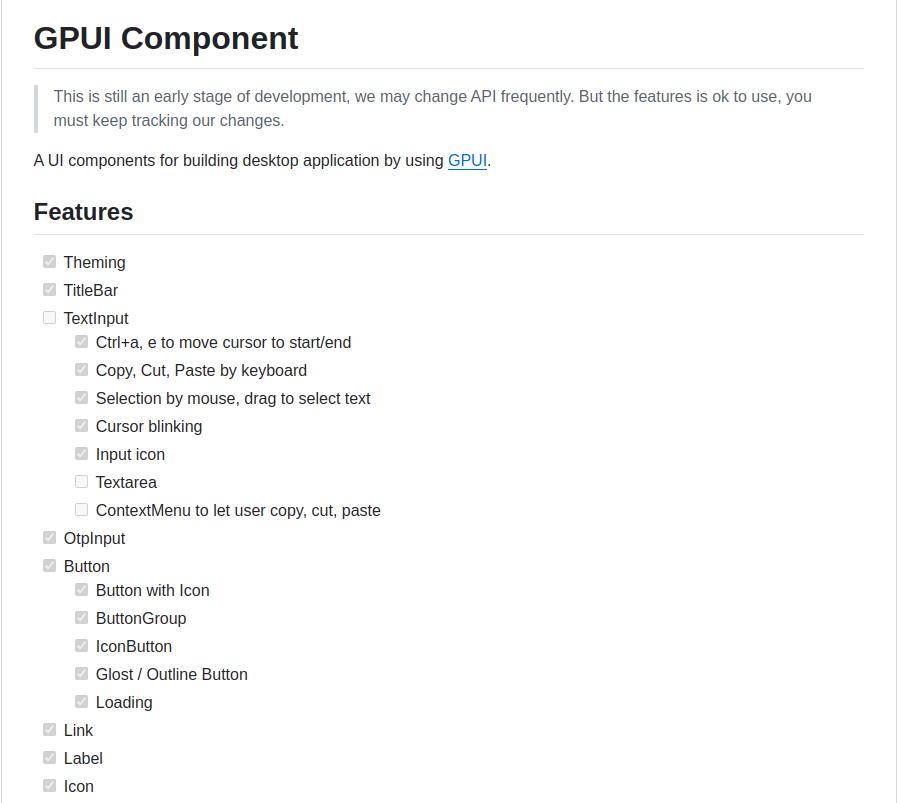 GPUI Component
This is still an early stage of development, we may change API frequently. But the features is ok to use, you
must keep tracking our changes.
A UI components for building desktop application by using GPUI.
Features
Theming
TitleBar
TextInput
Ctrl+a, e to move cursor to start/end
Copy, Cut, Paste by keyboard
Selection by mouse, drag to select text
Cursor blinking
Input icon
Textarea
ContextMenu to let user copy, cut, paste
OtpInput
Button
Button with Icon
ButtonGroup
IconButton
Glost / Outline Button
Loading
Link
Label
Icon